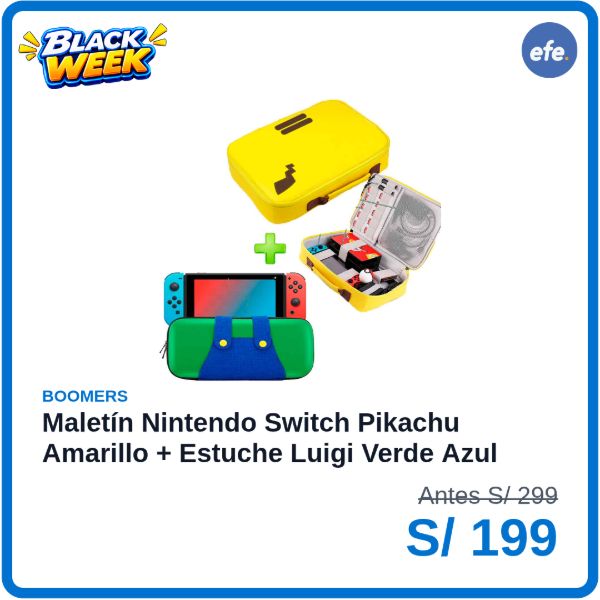 BLACK
WEEK
efe.
BOOMERS
Maletín Nintendo Switch Pikachu
Amarillo + Estuche Luigi Verde Azul
Antes S/ 299
S/ 199